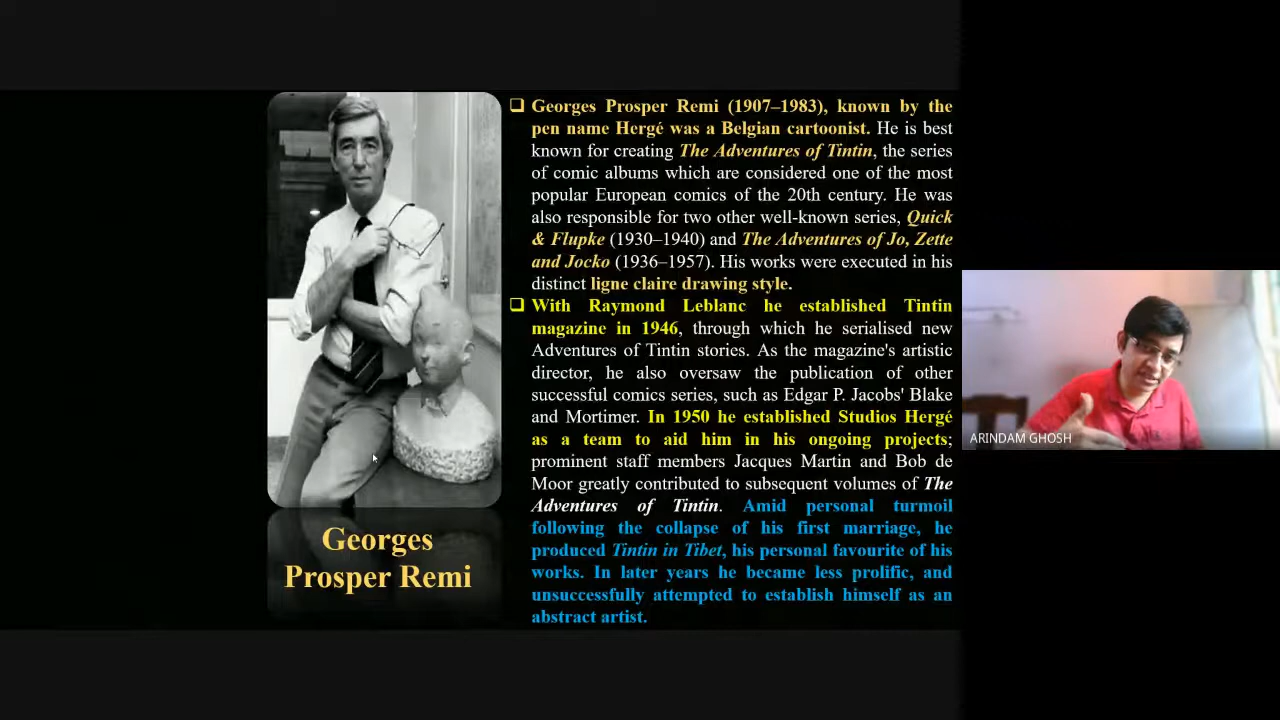 ❑ Georges Prosper Remi (1907–1983), known by the
pen name Hergé was a Belgian cartoonist. He is best
known for creating The Adventures of Tintin, the series
of comic albums which are considered one of the most
popular European comics of the 20th century. He was
also responsible for two other well-known series, Quick
& Flupke (1930–1940) and The Adventures of Jo, Zette
and Jocko (1936–1957). His works were executed in his
distinct ligne claire drawing style.
❑ With Raymond Leblanc he established Tintin
magazine in 1946, through which he serialised new
Adventures of Tintin stories. As the magazine's artistic
director, he also oversaw the publication of other
successful comics series, such as Edgar P. Jacobs' Blake
and Mortimer. In 1950 he established Studios Hergé
as a team to aid him in his ongoing projects;
prominent staff members Jacques Martin and Bob de
Moor greatly contributed to subsequent volumes of The
Adventures of Tintin. Amid personal turmoil
following the collapse of his first marriage, he
produced Tintin in Tibet, his personal favourite of his
works. In later years he became less prolific, and
unsuccessfully attempted to establish himself as an
abstract artist.
Georges
Prosper Remi
ARINDAM GHOSH